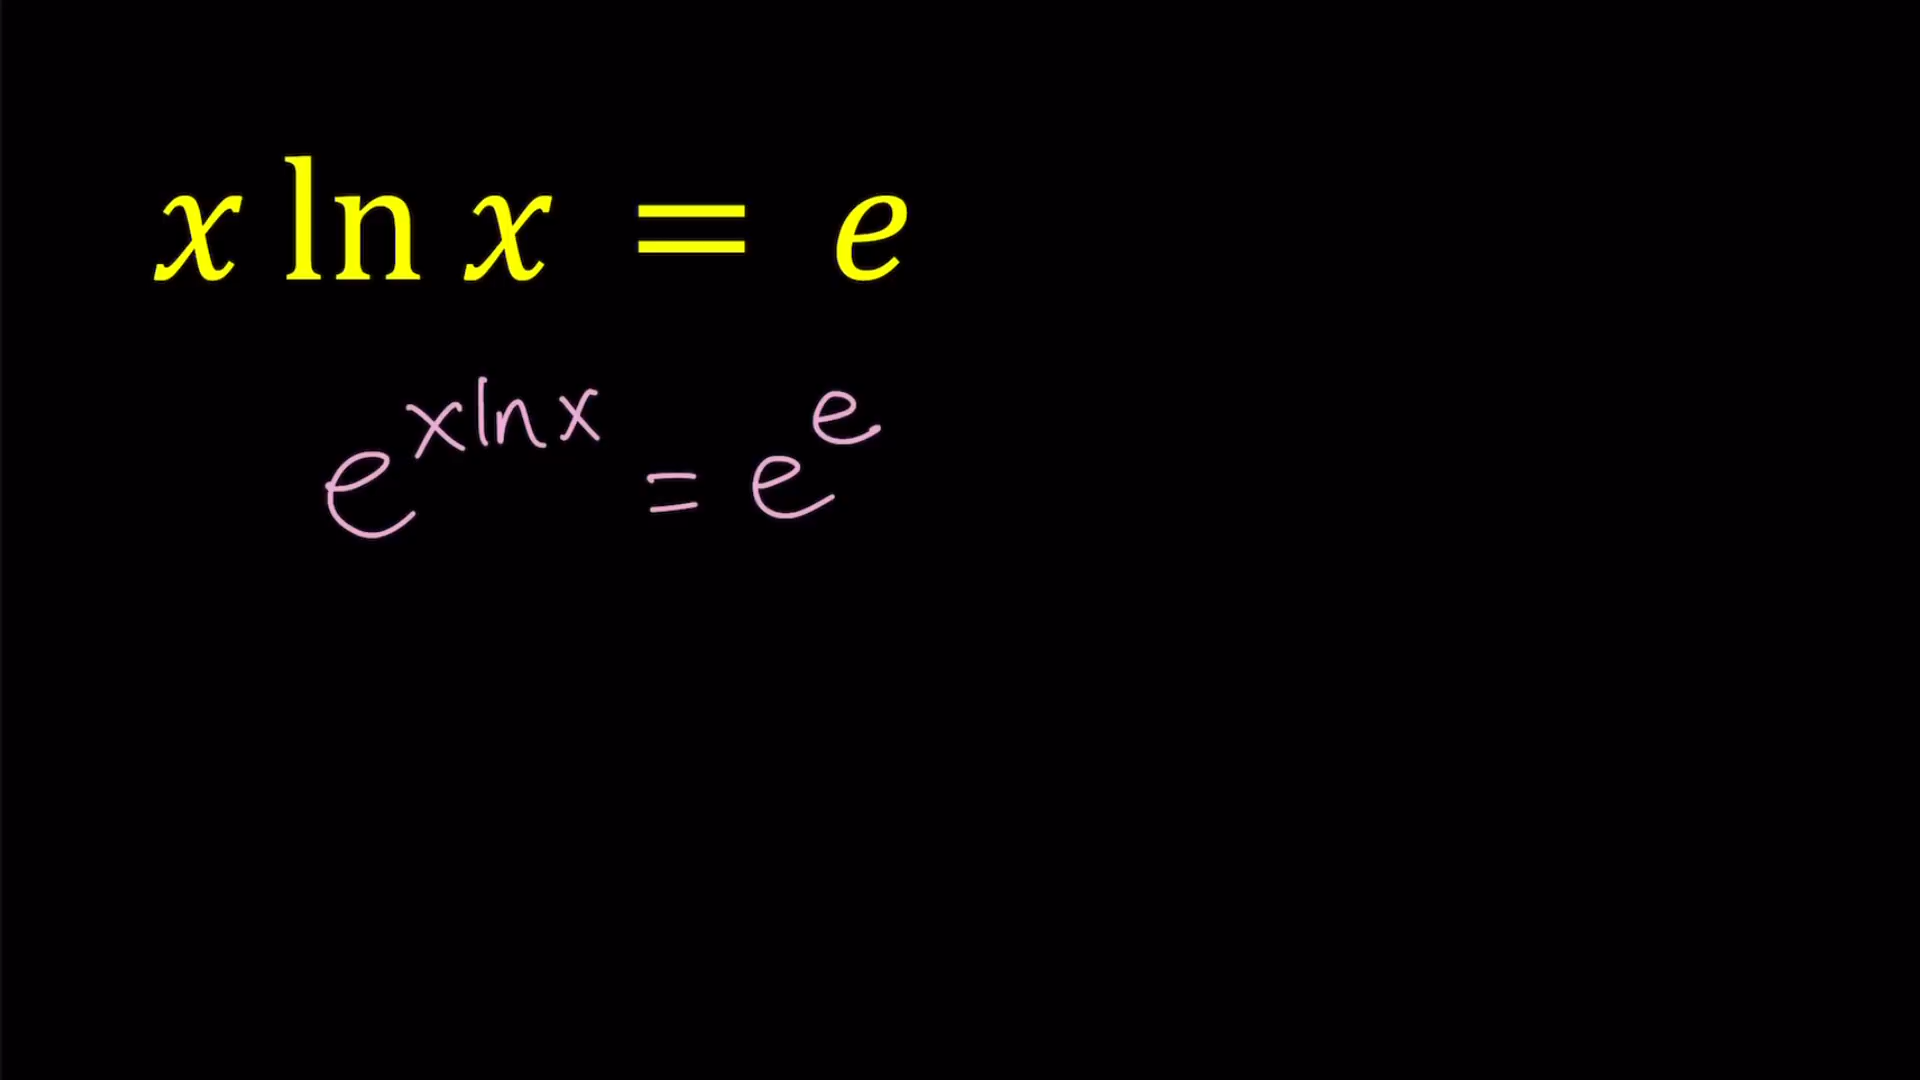 x ln x = e
e^{x ln x} = e^e